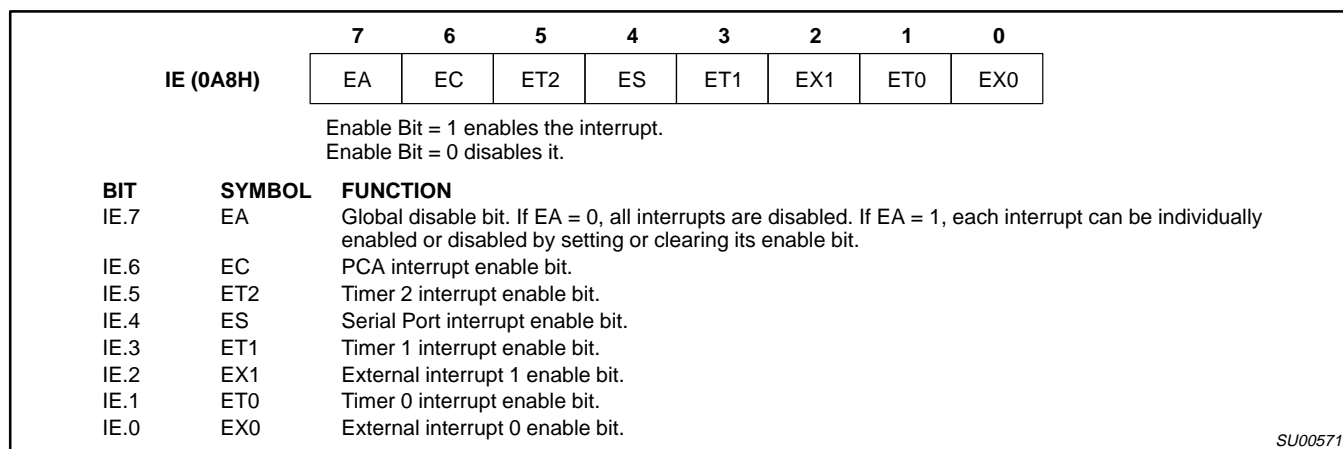 7 6 5 4 3 2 1 0
IE (0A8H) EA EC ET2 ES ET1 EX1 ET0 EX0
Enable Bit = 1 enables the interrupt.
Enable Bit = 0 disables it.
BIT SYMBOL FUNCTION
IE.7 EA Global disable bit. If EA = 0, all interrupts are disabled. If EA = 1, each interrupt can be individually
enabled or disabled by setting or clearing its enable bit.
IE.6 EC PCA interrupt enable bit.
IE.5 ET2 Timer 2 interrupt enable bit.
IE.4 ES Serial Port interrupt enable bit.
IE.3 ET1 Timer 1 interrupt enable bit.
IE.2 EX1 External interrupt 1 enable bit.
IE.1 ET0 Timer 0 interrupt enable bit.
IE.0 EX0 External interrupt 0 enable bit.
SU00571